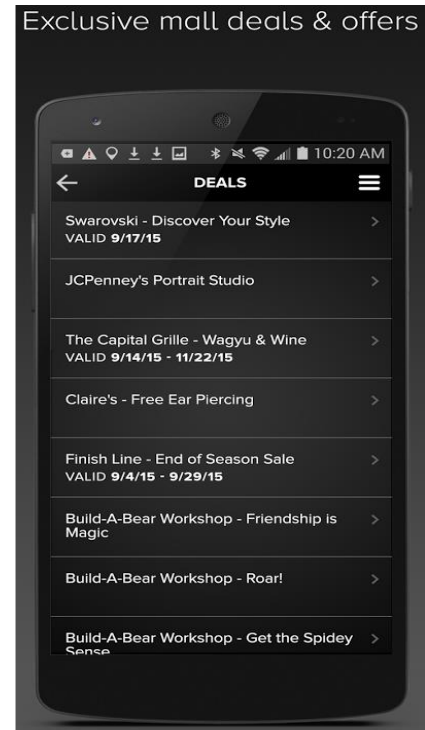 Exclusive mall deals & offers
10:20 AM
DEALS
Swarovski - Discover Your Style
VALID 9/17/15
JCPenney's Portrait Studio
The Capital Grille - Wagyu & Wine
VALID 9/14/15 - 11/22/15
Claire's - Free Ear Piercing
Finish Line - End of Season Sale
VALID 9/4/15 - 9/29/15
Build-A-Bear Workshop - Friendship is
Magic
Build-A-Bear Workshop - Roar!
Build-A-Bear Workshop - Get the Spidey
Sense